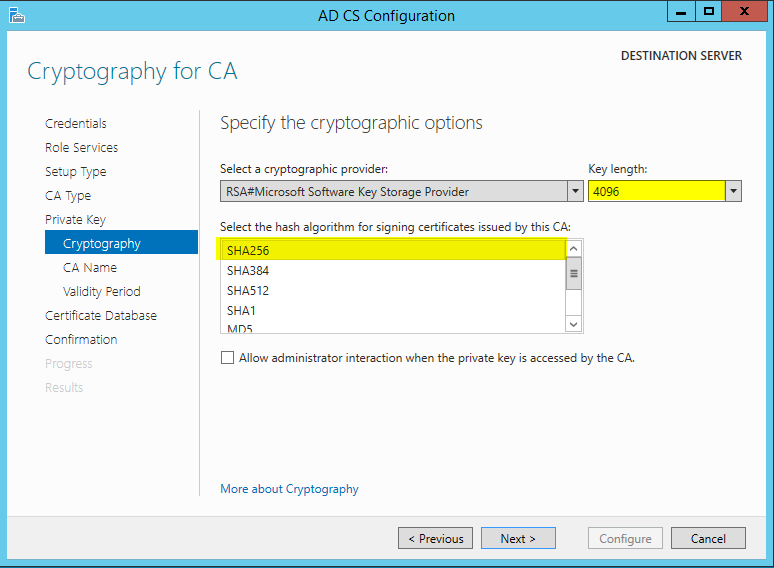 AD CS Configuration
DESTINATION SERVER
Cryptography for CA
Credentials
Role Services
Setup Type
CA Type
Private Key
Cryptography
CA Name
Validity Period
Certificate Database
Confirmation
Progress
Results
Specify the cryptographic options
Select a cryptographic provider:
Key length:
RSA#Microsoft Software Key Storage Provider
4096
Select the hash algorithm for signing certificates issued by this CA:
SHA256
SHA384
SHA512
SHA1
MD5
Allow administrator interaction when the private key is accessed by the CA.
More about Cryptography
< Previous
Next >
Configure
Cancel